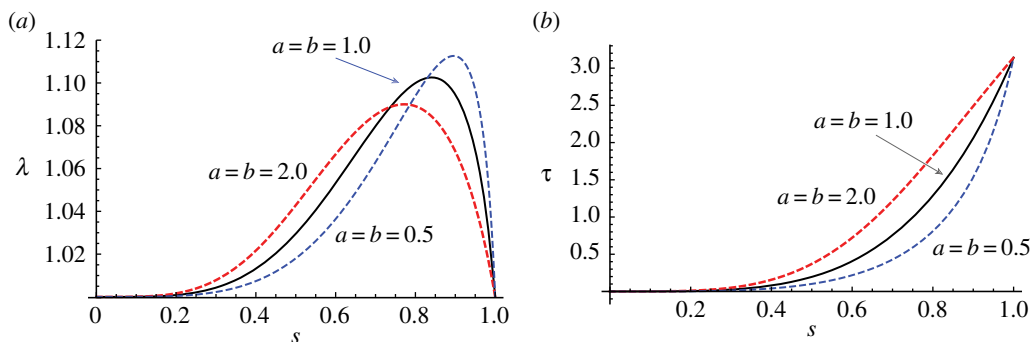 (a)
1.12
1.10
1.08
1.06
1.04
1.02
λ
a = b = 1.0
a = b = 2.0
a = b = 0.5
0 0.2 0.4 0.6 0.8 1.0
s
(b)
3.0
2.5
2.0
1.5
1.0
0.5
τ
a = b = 1.0
a = b = 2.0
a = b = 0.5
0.2 0.4 0.6 0.8 1.0
s